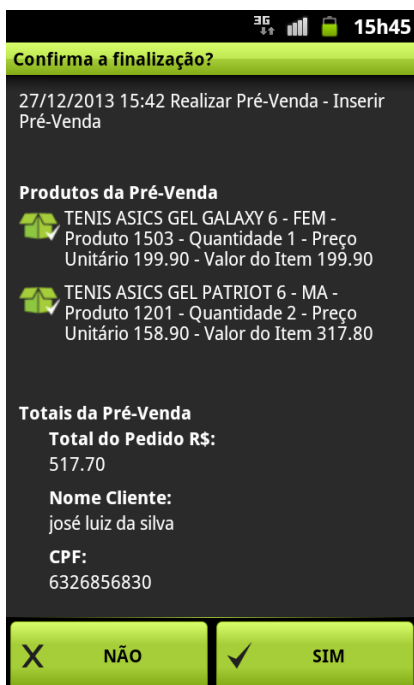 3G
15h45
Confirma a finalização?
27/12/2013 15:42 Realizar Pré-Venda - Inserir
Pré-Venda
Produtos da Pré-Venda
TENIS ASICS GEL GALAXY 6 - FEM -
Produto 1503 - Quantidade 1 - Preço
Unitário 199.90 - Valor do Item 199.90
TENIS ASICS GEL PATRIOT 6 - MA -
Produto 1201 - Quantidade 2 - Preço
Unitário 158.90 - Valor do Item 317.80
Totais da Pré-Venda
Total do Pedido R$:
517.70
Nome Cliente:
josé luiz da silva
CPF:
6326856830
NÃO
SIM